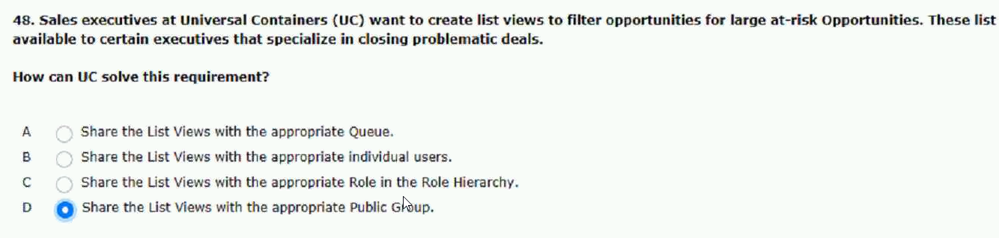 48. Sales executives at Universal Containers (UC) want to create list views to filter opportunities for large at-risk Opportunities. These list
available to certain executives that specialize in closing problematic deals.
How can UC solve this requirement?
A Share the List Views with the appropriate Queue.
B Share the List Views with the appropriate individual users.
C Share the List Views with the appropriate Role in the Role Hierarchy.
D Share the List Views with the appropriate Public Group.